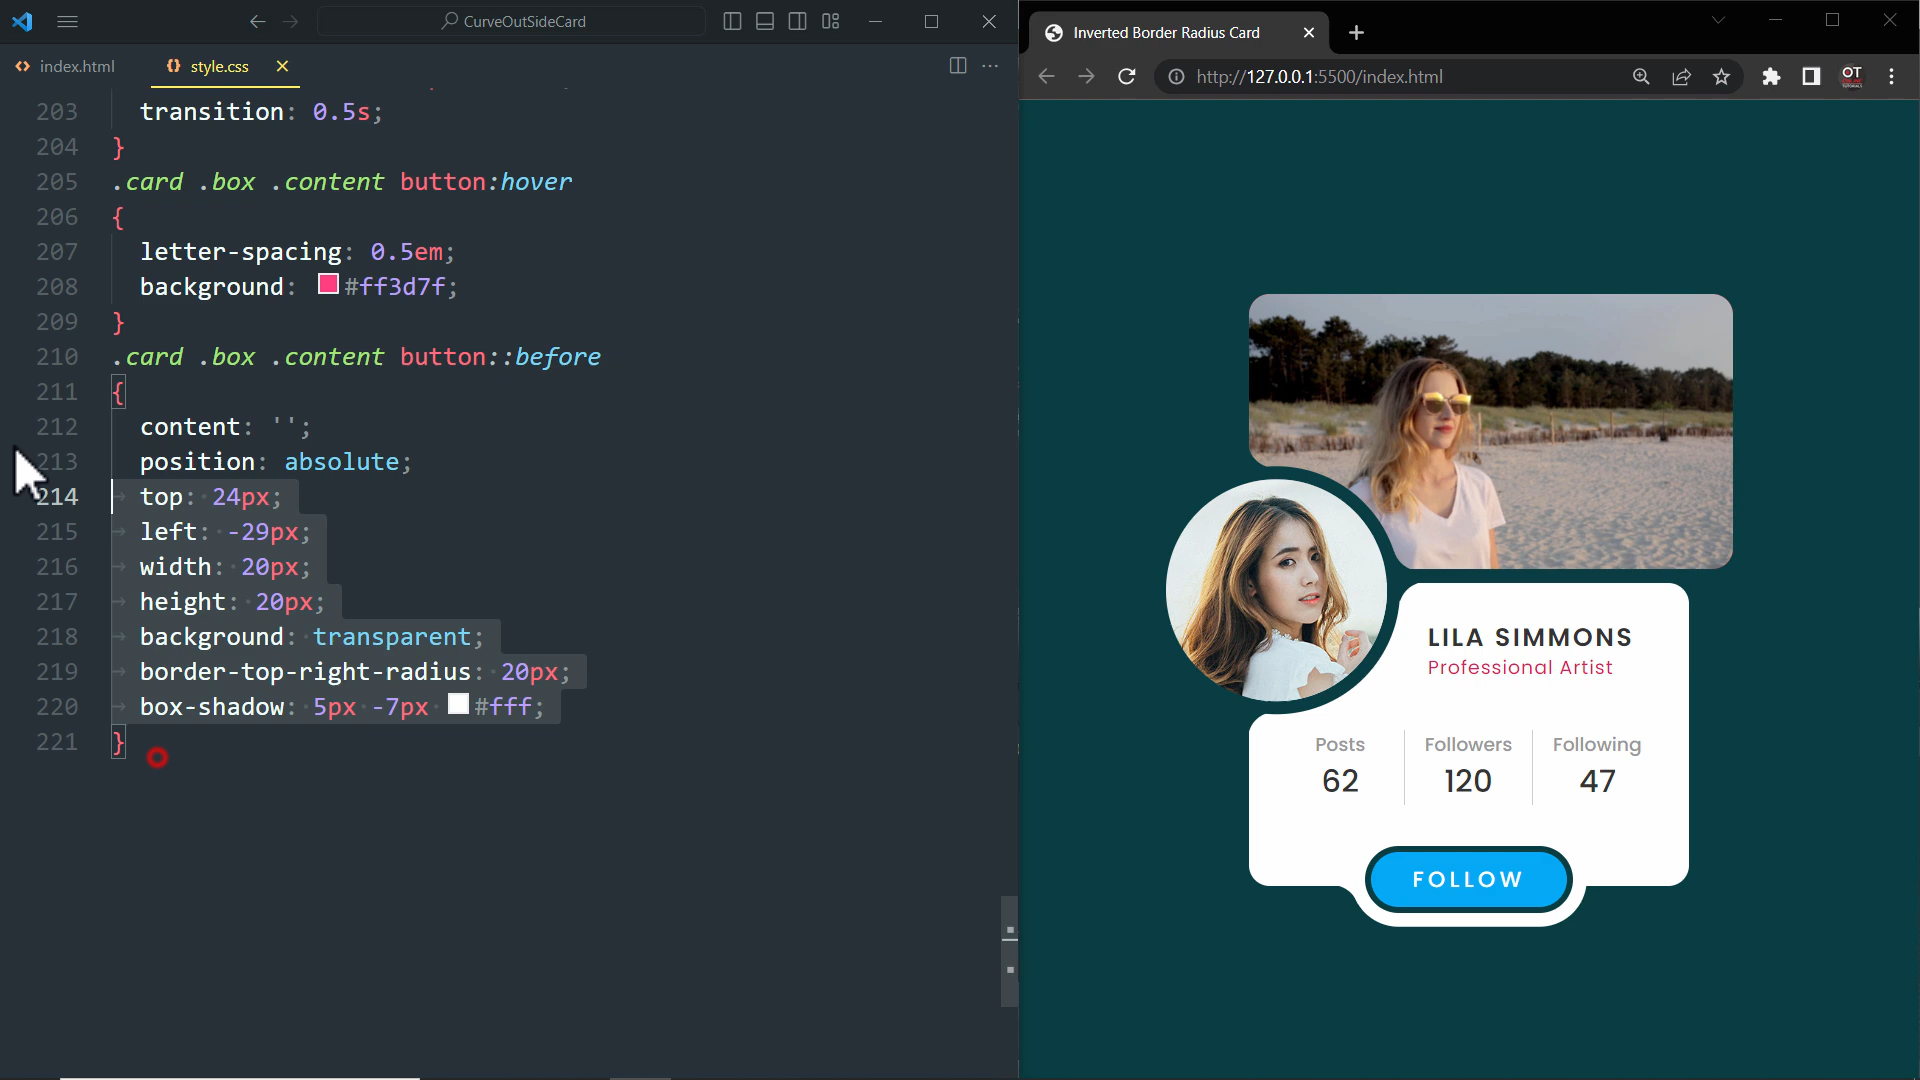 CurveOutSideCard
index.html
style.css
203 transition: 0.5s;
204 }
205 .card .box .content button:hover
206 {
207 letter-spacing: 0.5em;
208 background: #ff3d7f;
209 }
210 .card .box .content button::before
211 {
212 content: '';
213 position: absolute;
214 top: 24px;
215 left: -29px;
216 width: 20px;
217 height: 20px;
218 background: transparent;
219 border-top-right-radius: 20px;
220 box-shadow: 5px -7px #fff;
221 }
Inverted Border Radius Card
http://127.0.0.1:5500/index.html
OT
LILA SIMMONS
Professional Artist
Posts Followers Following
62 120 47
FOLLOW